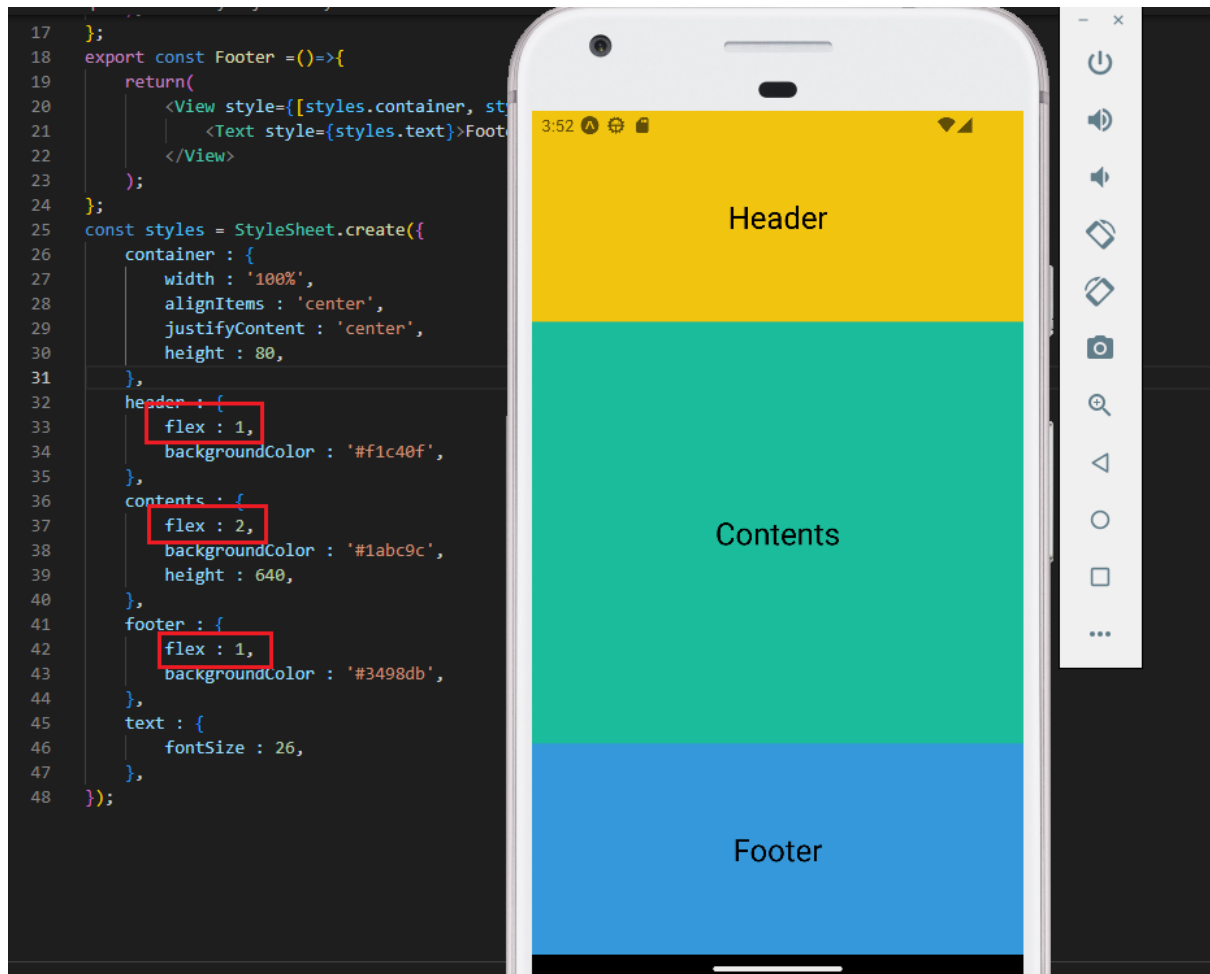 17 };
18 export const Footer =()=>{
19 return(
20 <View style={[styles.container,
21 <Text style={styles.text}>Foote
22 </View>
23 );
24 };
25 const styles = StyleSheet.create({
26 container : {
27 width : '100%',
28 alignItems : 'center',
29 justifyContent : 'center',
30 height : 80,
31 },
32 header : {
33 flex : 1,
34 backgroundColor : '#f1c40f',
35 },
36 contents : {
37 flex : 2,
38 backgroundColor : '#1abc9c',
39 height : 640,
40 },
41 footer : {
42 flex : 1,
43 backgroundColor : '#3498db',
44 },
45 text : {
46 fontSize : 26,
47 },
48 });
3:52
Header
Contents
Footer